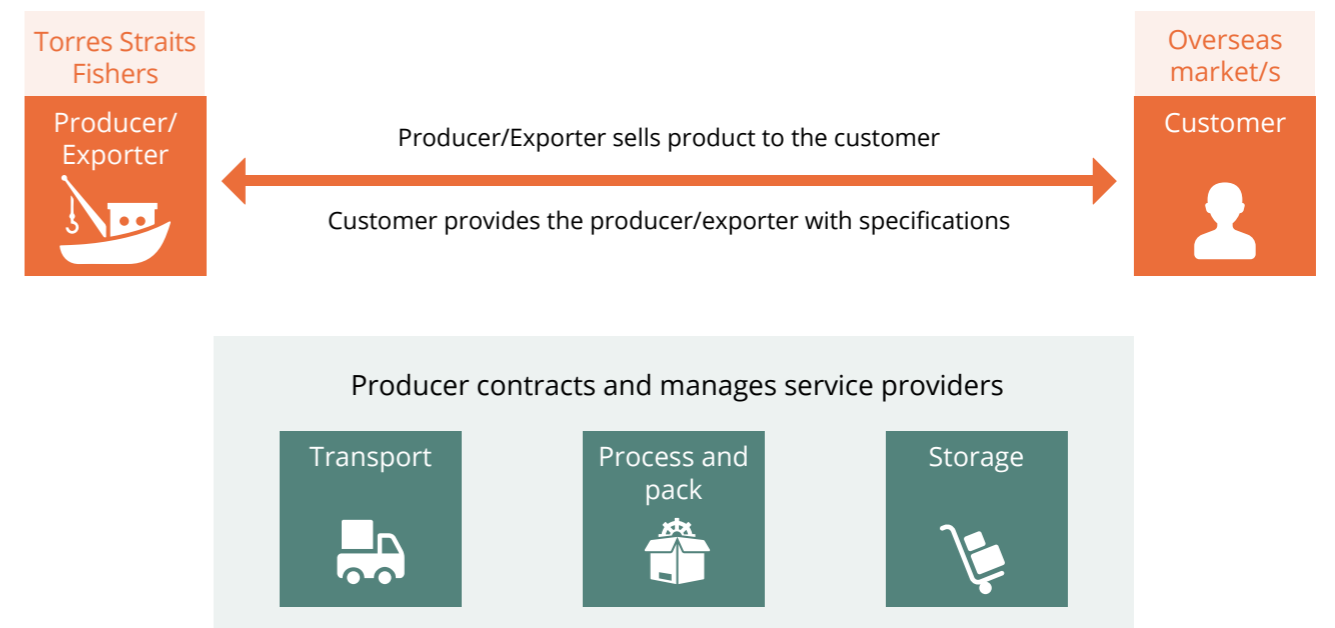 Torres Straits
Fishers
Overseas
market/s
Producer/
Exporter
Customer
Producer/Exporter sells product to the customer
Customer provides the producer/exporter with specifications
Producer contracts and manages service providers
Transport
Process and
pack
Storage